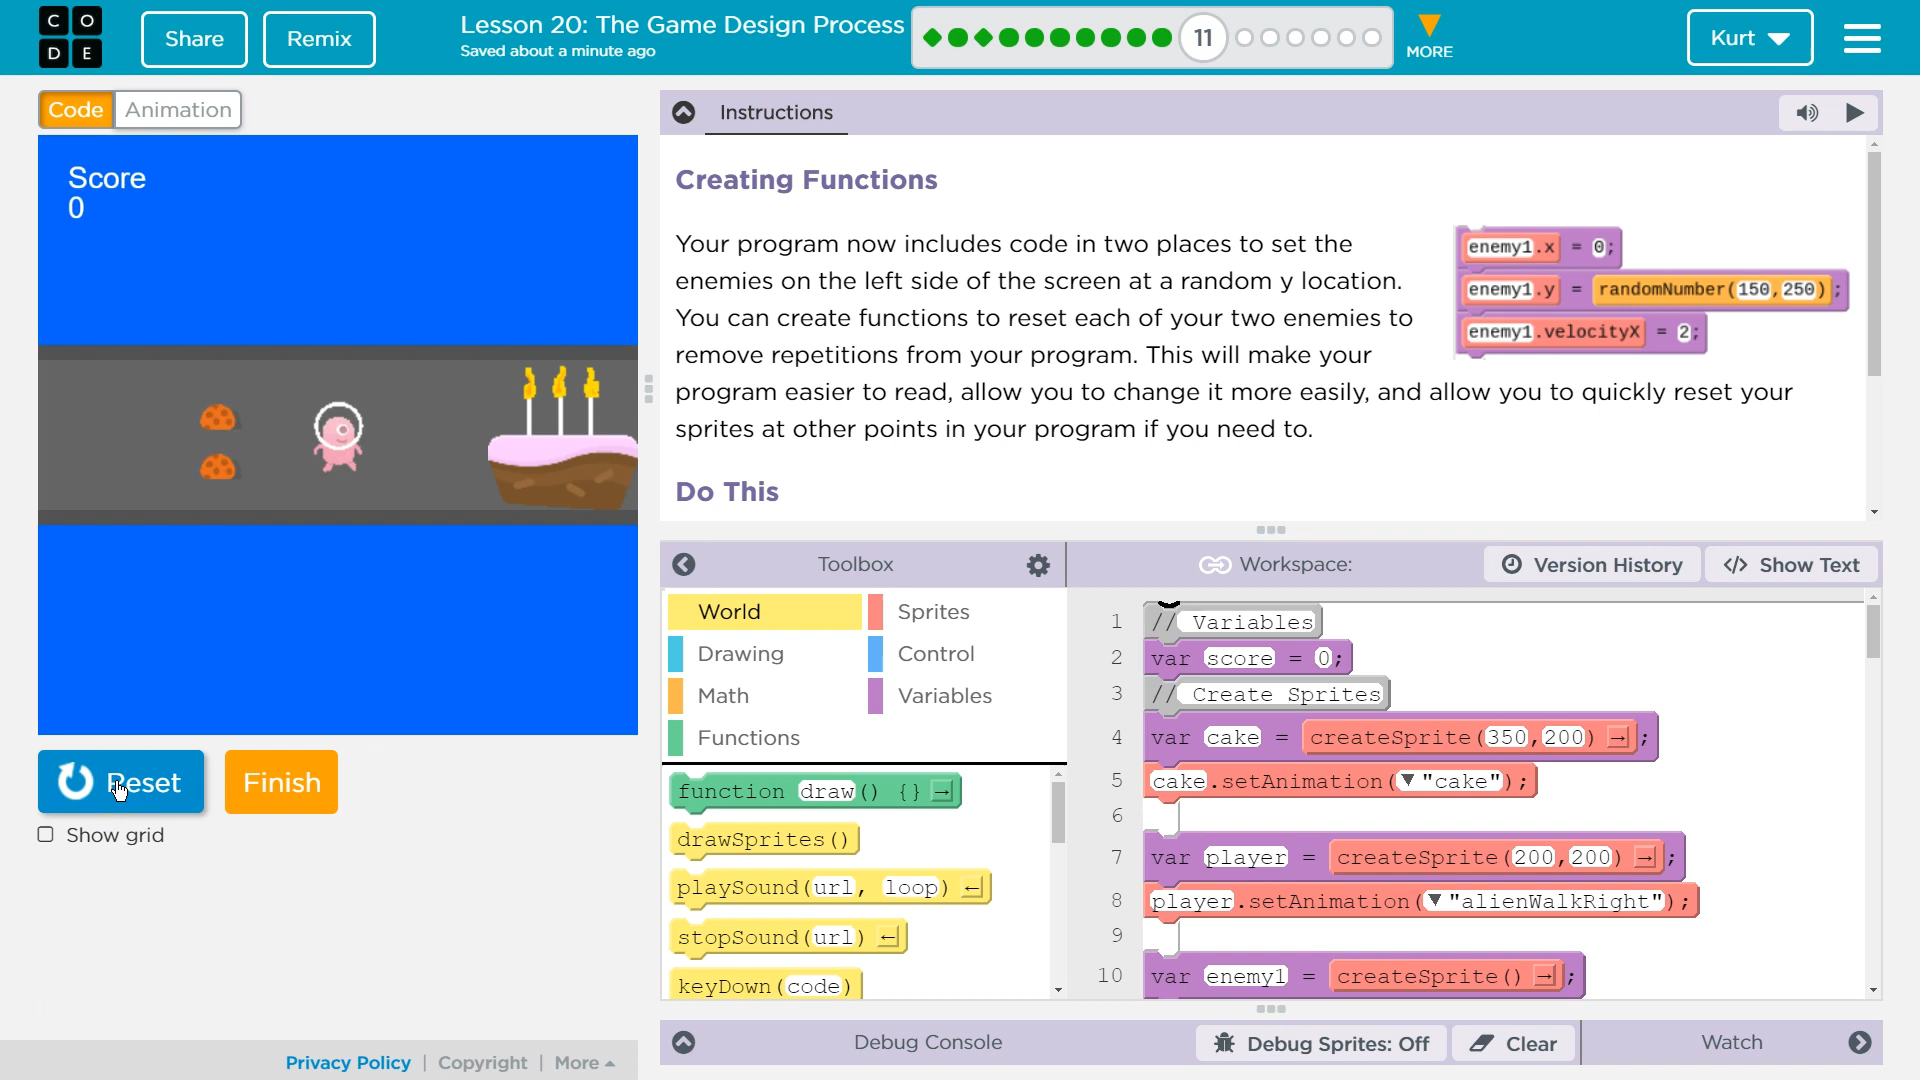 C O
D E
Share
Remix
Lesson 20: The Game Design Process
Saved about a minute ago
11
MORE
Kurt
Code
Animation
Score
0
Reset
Finish
Show grid
Privacy Policy | Copyright | More
Instructions
Creating Functions
Your program now includes code in two places to set the
enemies on the left side of the screen at a random y location.
You can create functions to reset each of your two enemies to
remove repetitions from your program. This will make your
program easier to read, allow you to change it more easily, and allow you to quickly reset your
sprites at other points in your program if you need to.
enemy1.x = 0;
enemy1.y = randomNumber(150,250);
enemy1.velocityX = 2;
Do This
Toolbox
World
Sprites
Drawing
Control
Math
Variables
Functions
function draw() {}
drawSprites()
playSound(url, loop)
stopSound(url)
keyDown(code)
Workspace:
Version History
</> Show Text
1 // Variables
2 var score = 0;
3 // Create Sprites
4 var cake = createSprite(350,200);
5 cake.setAnimation("cake");
6
7 var player = createSprite(200,200);
8 player.setAnimation("alienWalkRight");
9
10 var enemy1 = createSprite();
Debug Console
Debug Sprites: Off
Clear
Watch